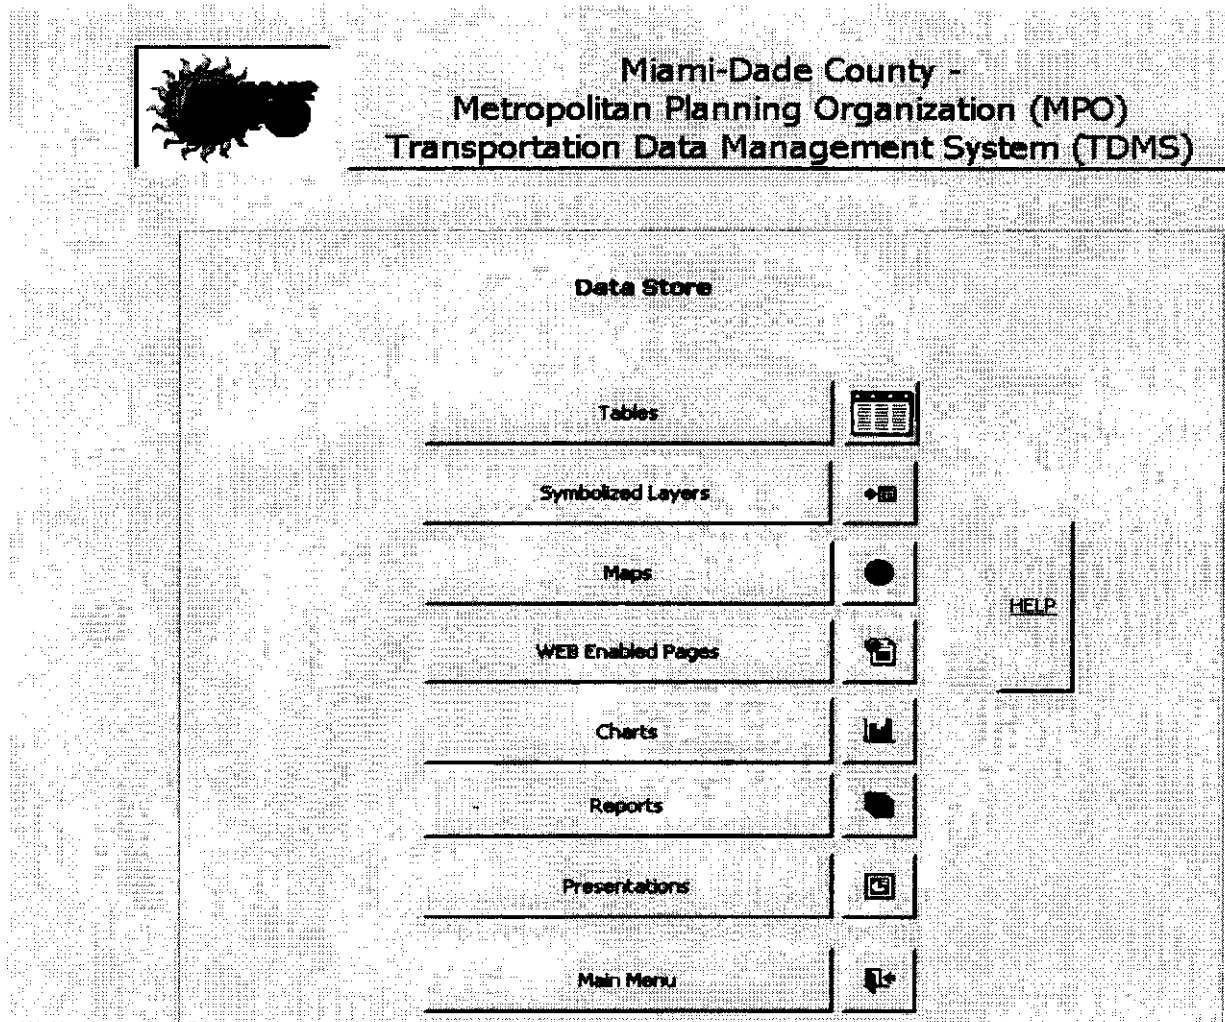 Miami-Dade County -
Metropolitan Planning Organization (MPO)
Transportation Data Management System (TDMS)
Data Store
Tables
Symbolized Layers
Maps
HELP
WEB Enabled Pages
Charts
Reports
Presentations
Main Menu